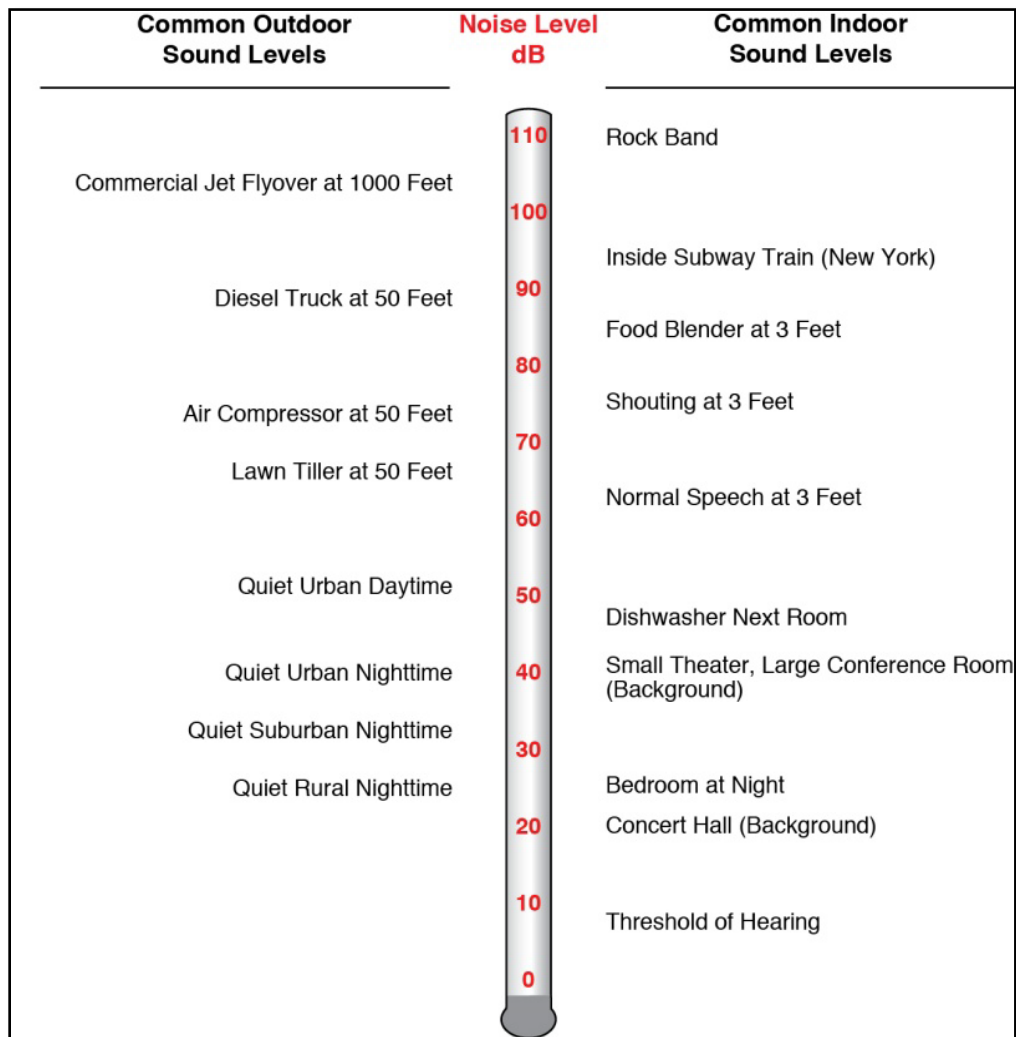 Common Outdoor
Sound Levels
Noise Level
dB
Common Indoor
Sound Levels
110
Rock Band
Commercial Jet Flyover at 1000 Feet
100
Inside Subway Train (New York)
90
Diesel Truck at 50 Feet
Food Blender at 3 Feet
80
Shouting at 3 Feet
Air Compressor at 50 Feet
70
Lawn Tiller at 50 Feet
Normal Speech at 3 Feet
60
Quiet Urban Daytime
50
Dishwasher Next Room
Quiet Urban Nighttime
40
Small Theater, Large Conference Room
(Background)
Quiet Suburban Nighttime
30
Quiet Rural Nighttime
Bedroom at Night
20
Concert Hall (Background)
10
Threshold of Hearing
0